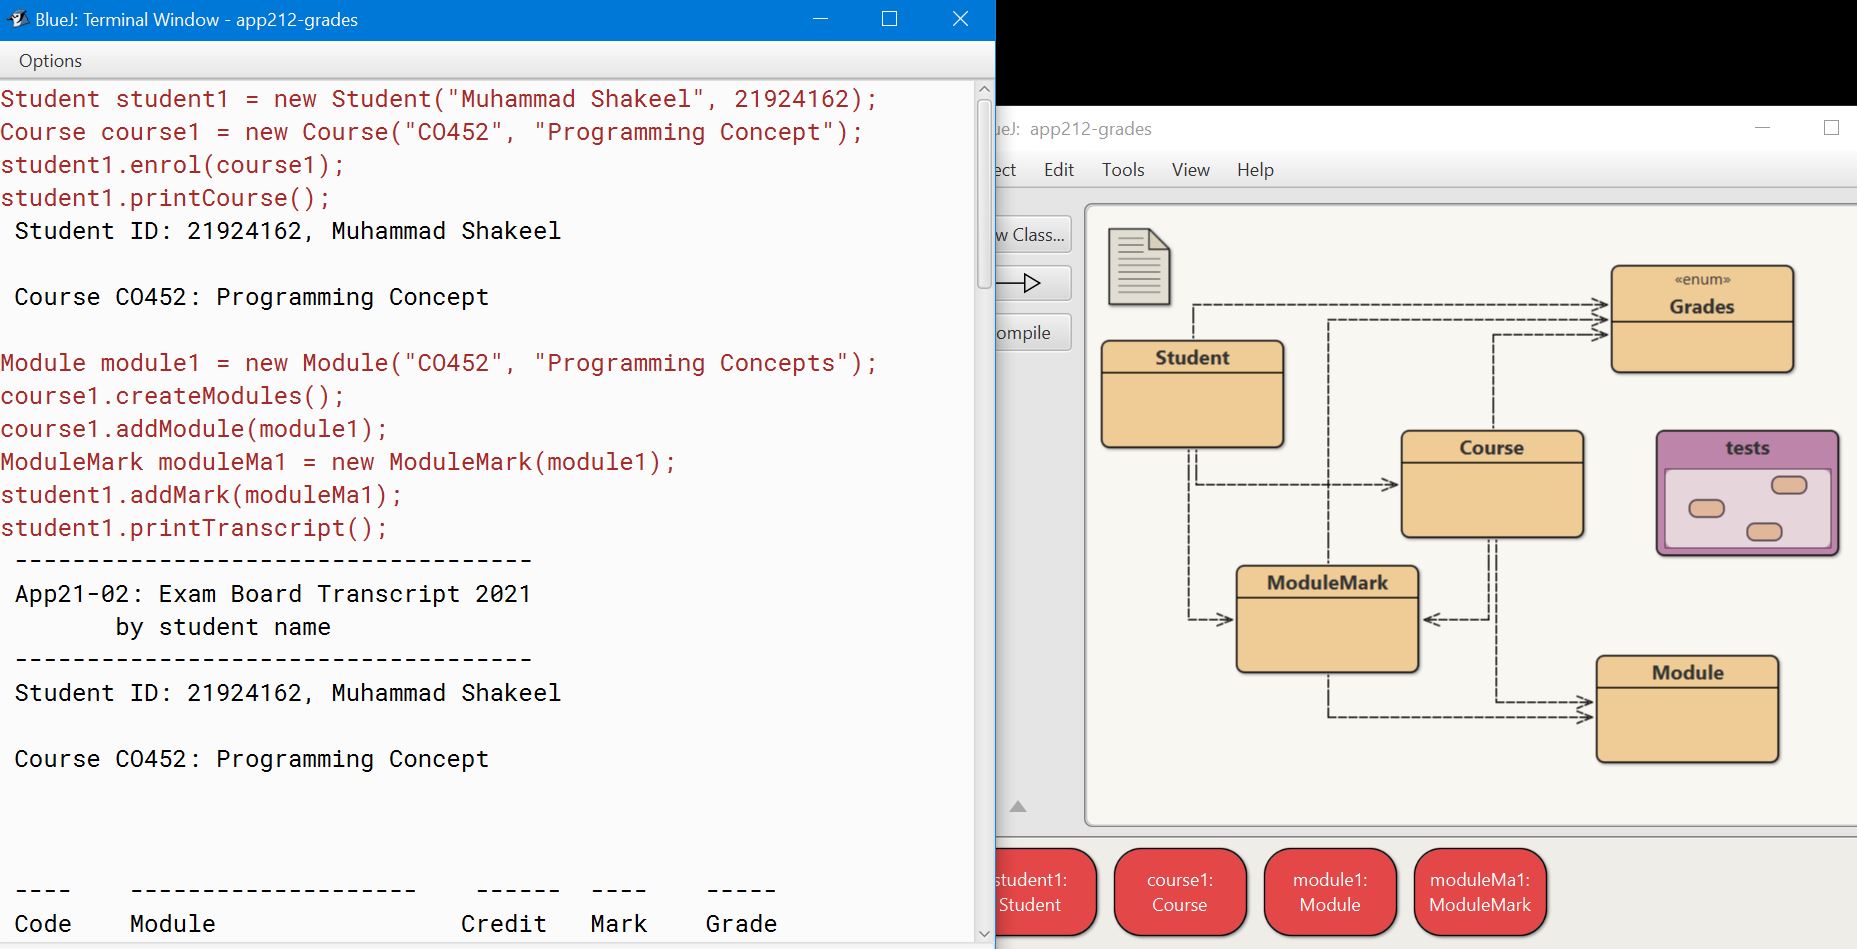 BlueJ: Terminal Window - app212-grades
Options
Student student1 = new Student("Muhammad Shakeel", 21924162);
Course course1 = new Course("CO452", "Programming Concept");
student1.enrol(course1);
student1.printCourse();
Student ID: 21924162, Muhammad Shakeel
Course CO452: Programming Concept
Module module1 = new Module("CO452", "Programming Concepts");
course1.createModules();
course1.addModule(module1);
ModuleMark moduleMa1 = new ModuleMark(module1);
student1.addMark(moduleMa1);
student1.printTranscript();
------------------------------------
App21-02: Exam Board Transcript 2021
by student name
------------------------------------
Student ID: 21924162, Muhammad Shakeel
Course CO452: Programming Concept
---- -------------------- ------ ---- -----
Code Module Credit Mark Grade
ueJ: app212-grades
ect Edit Tools View Help
w Class...
ompile
Student
«enum»
Grades
Course
tests
ModuleMark
Module
student1:
Student
course1:
Course
module1:
Module
moduleMa1:
ModuleMark